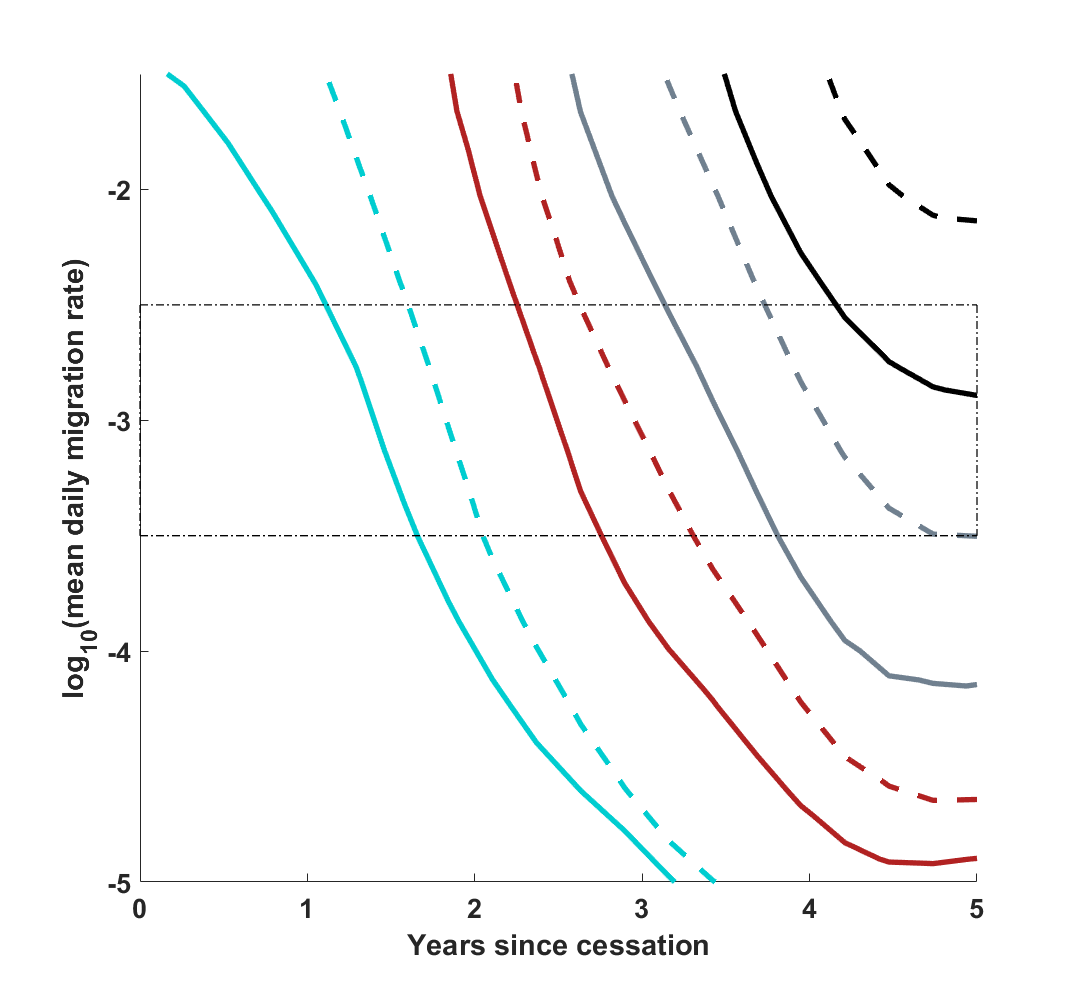 log10(mean daily migration rate)
-2
-3
-4
-5
0 1 2 3 4 5
Years since cessation